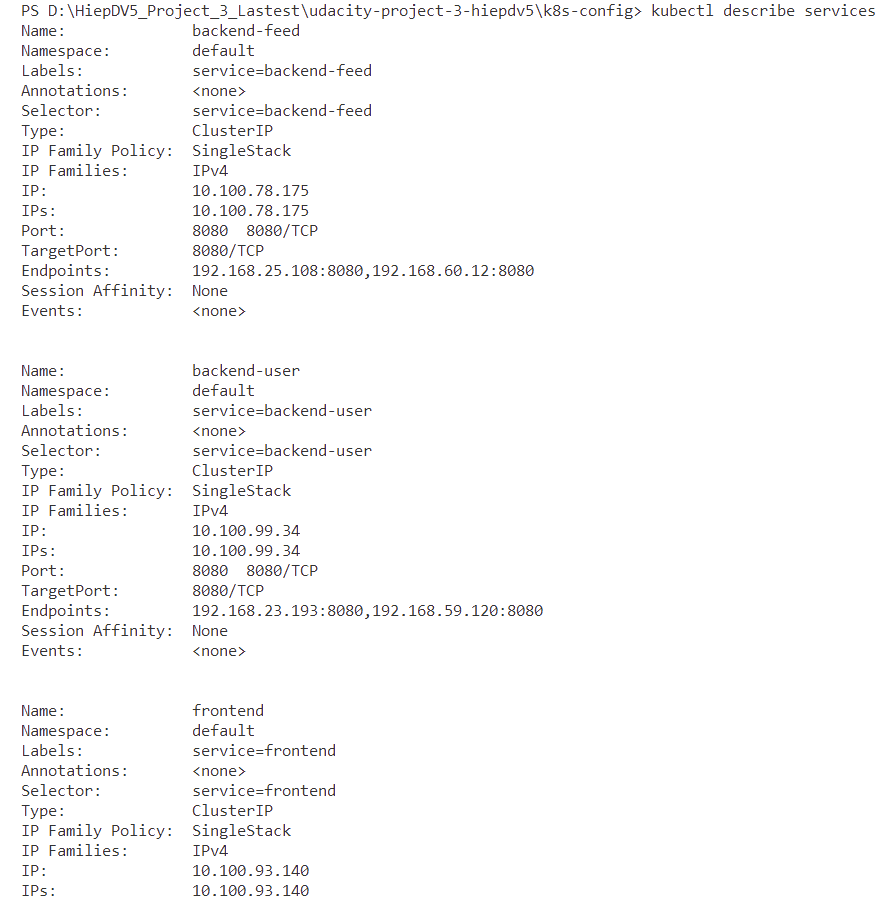 PS D:\HiepDV5_Project_3_Lastest\udacity-project-3-hiepdv5\k8s-config> kubectl describe services
Name:              backend-feed
Namespace:         default
Labels:            service=backend-feed
Annotations:       <none>
Selector:          service=backend-feed
Type:              ClusterIP
IP Family Policy:  SingleStack
IP Families:       IPv4
IP:                10.100.78.175
IPs:               10.100.78.175
Port:              8080  8080/TCP
TargetPort:        8080/TCP
Endpoints:         192.168.25.108:8080,192.168.60.12:8080
Session Affinity:  None
Events:            <none>
Name:              backend-user
Namespace:         default
Labels:            service=backend-user
Annotations:       <none>
Selector:          service=backend-user
Type:              ClusterIP
IP Family Policy:  SingleStack
IP Families:       IPv4
IP:                10.100.99.34
IPs:               10.100.99.34
Port:              8080  8080/TCP
TargetPort:        8080/TCP
Endpoints:         192.168.23.193:8080,192.168.59.120:8080
Session Affinity:  None
Events:            <none>
Name:              frontend
Namespace:         default
Labels:            service=frontend
Annotations:       <none>
Selector:          service=frontend
Type:              ClusterIP
IP Family Policy:  SingleStack
IP Families:       IPv4
IP:                10.100.93.140
IPs:               10.100.93.140